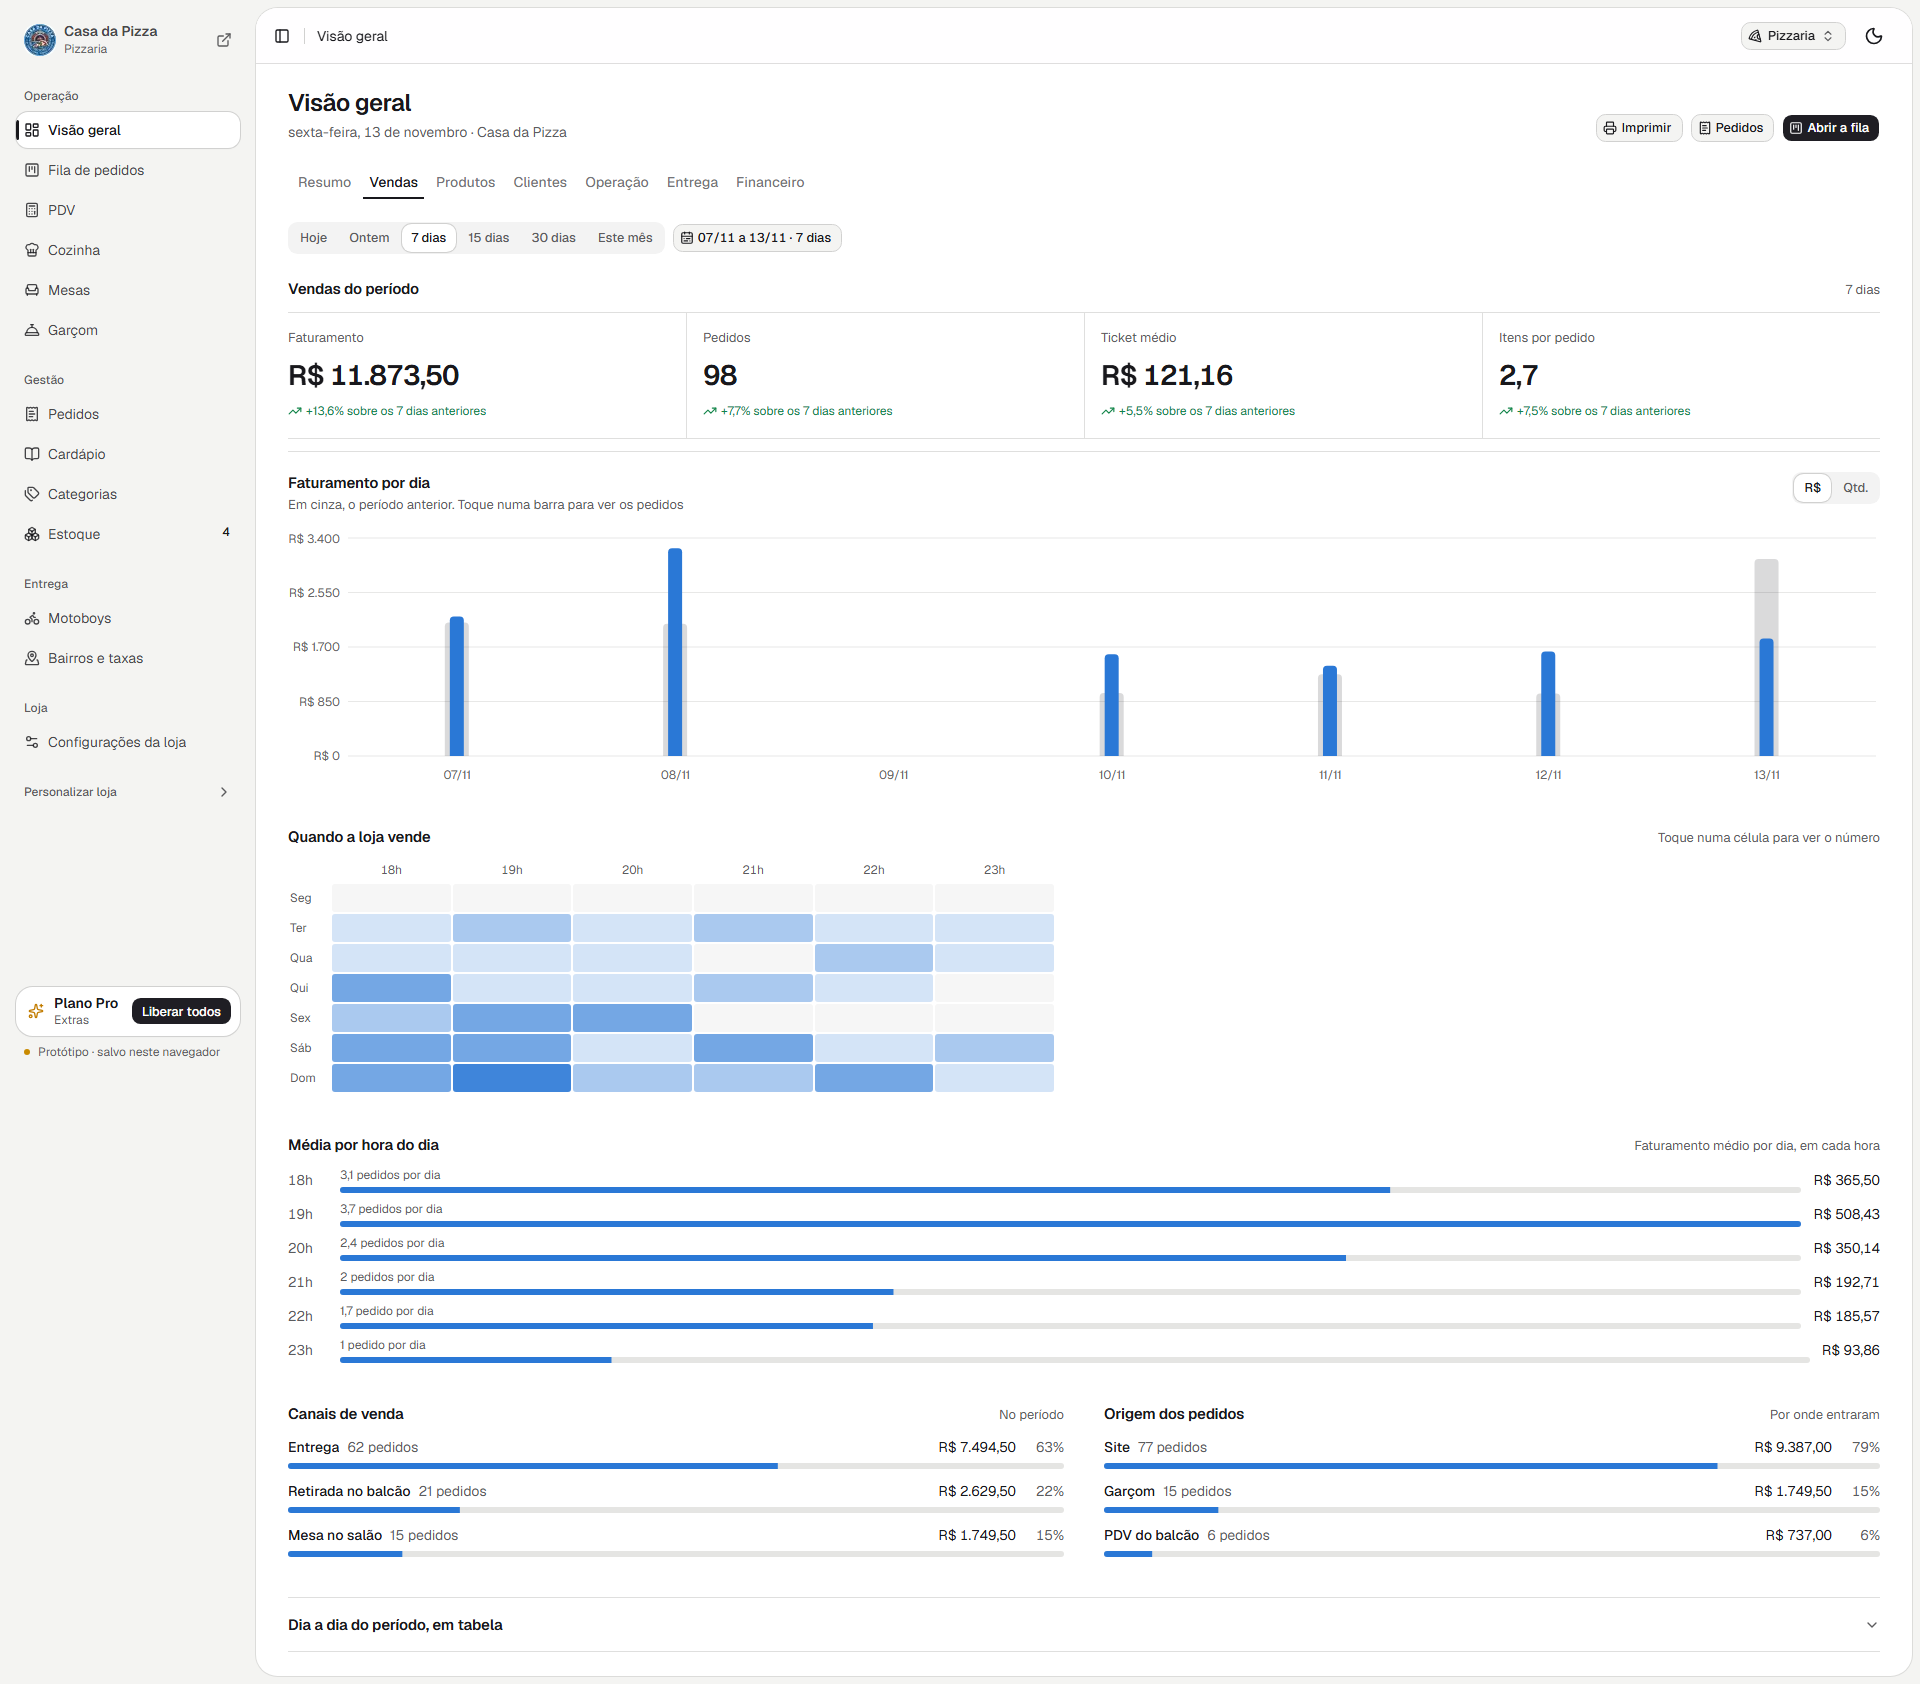 Casa da Pizza
Pizzaria
Operação
Visão geral
Fila de pedidos
PDV
Cozinha
Mesas
Garçom
Gestão
Pedidos
Cardápio
Categorias
Estoque 4
Entrega
Motoboys
Bairros e taxas
Loja
Configurações da loja
Personalizar loja
Plano Pro
Extras
Liberar todos
Protótipo · salvo neste navegador
Visão geral
Pizzaria
Visão geral
sexta-feira, 13 de novembro · Casa da Pizza
Imprimir Pedidos Abrir a fila
Resumo Vendas Produtos Clientes Operação Entrega Financeiro
Hoje Ontem 7 dias 15 dias 30 dias Este mês 07/11 a 13/11 · 7 dias
Vendas do período 7 dias
Faturamento Pedidos Ticket médio Itens por pedido
R$ 11.873,50 98 R$ 121,16 2,7
+13,6% sobre os 7 dias anteriores +7,7% sobre os 7 dias anteriores +5,5% sobre os 7 dias anteriores +7,5% sobre os 7 dias anteriores
Faturamento por dia
Em cinza, o período anterior. Toque numa barra para ver os pedidos
R$ Qtd.
R$ 3.400
R$ 2.550
R$ 1.700
R$ 850
R$ 0
07/11 08/11 09/11 10/11 11/11 12/11 13/11
Quando a loja vende Toque numa célula para ver o número
18h 19h 20h 21h 22h 23h
Seg
Ter
Qua
Qui
Sex
Sáb
Dom
Média por hora do dia Faturamento médio por dia, em cada hora
18h 3,1 pedidos por dia R$ 365,50
19h 3,7 pedidos por dia R$ 508,43
20h 2,4 pedidos por dia R$ 350,14
21h 2 pedidos por dia R$ 192,71
22h 1,7 pedido por dia R$ 185,57
23h 1 pedido por dia R$ 93,86
Canais de venda No período
Entrega 62 pedidos R$ 7.494,50 63%
Retirada no balcão 21 pedidos R$ 2.629,50 22%
Mesa no salão 15 pedidos R$ 1.749,50 15%
Origem dos pedidos Por onde entraram
Site 77 pedidos R$ 9.387,00 79%
Garçom 15 pedidos R$ 1.749,50 15%
PDV do balcão 6 pedidos R$ 737,00 6%
Dia a dia do período, em tabela